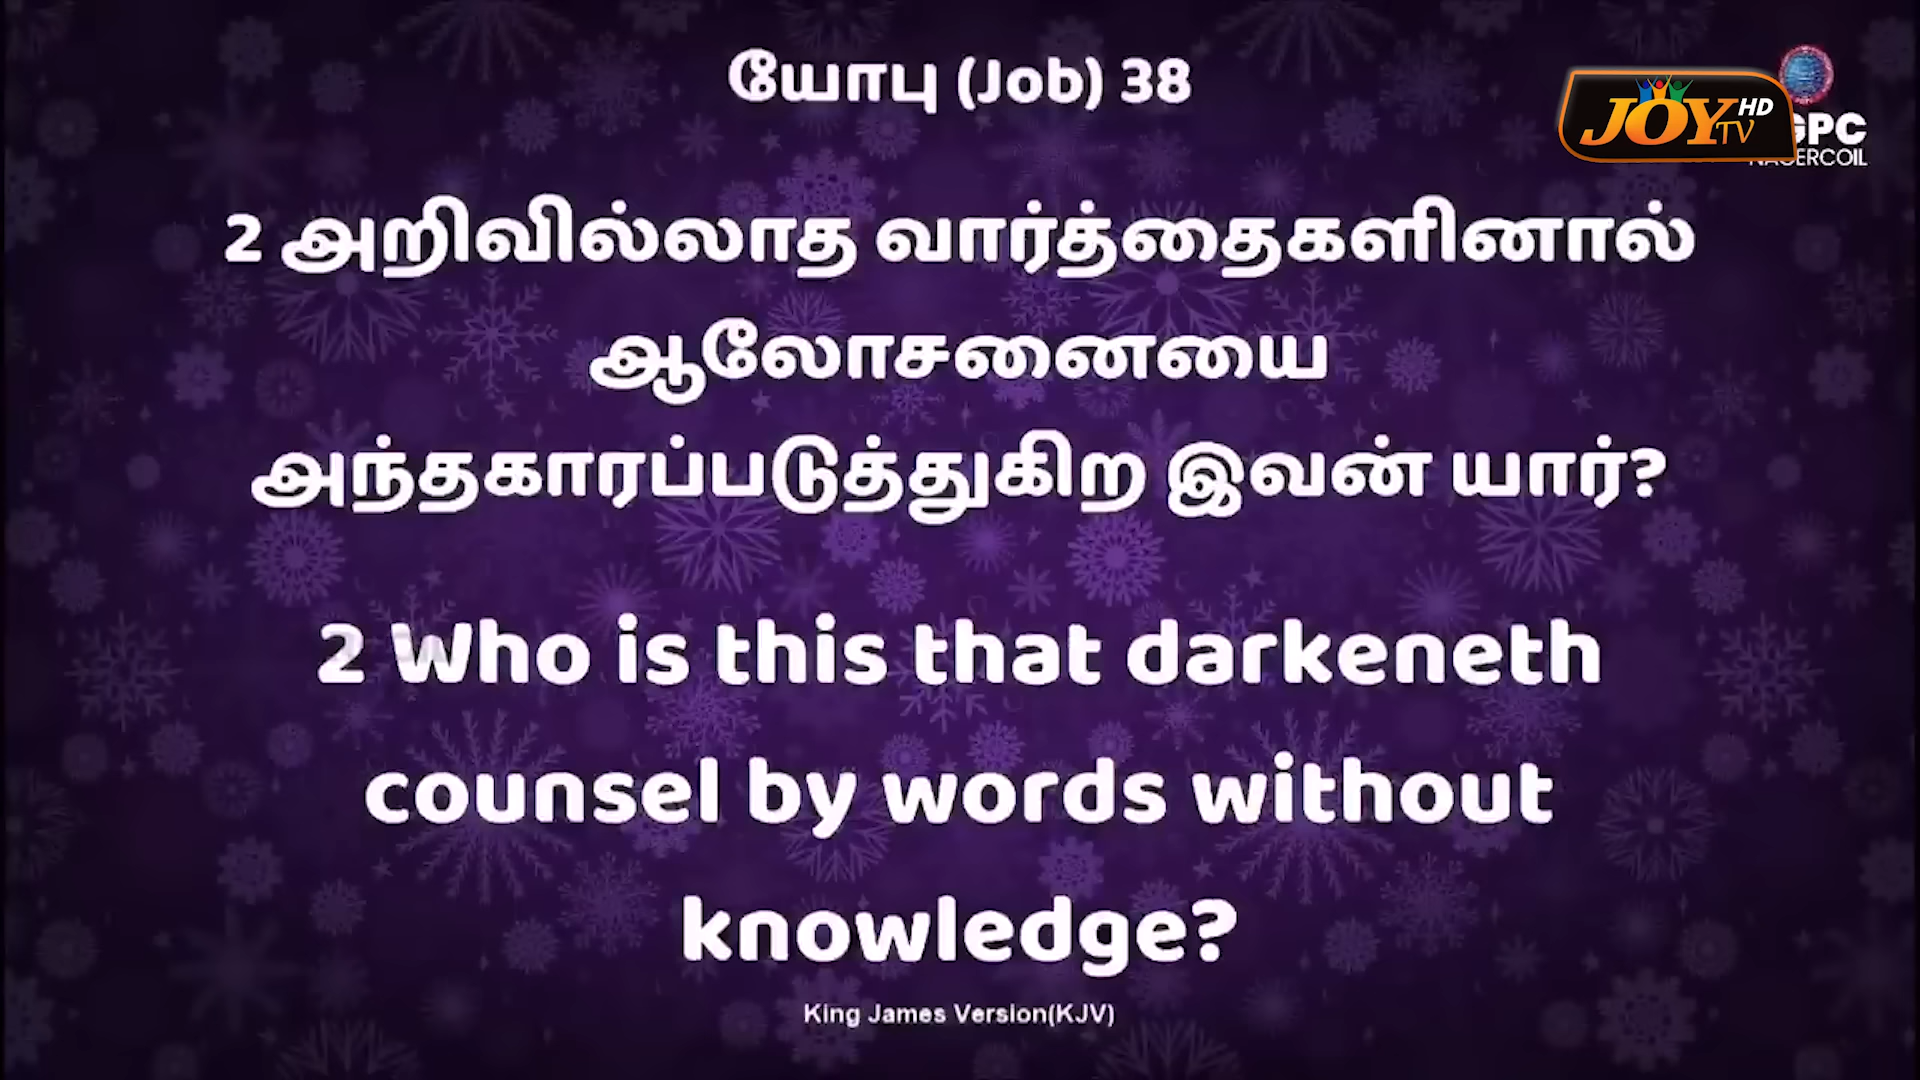 யோபு (Job) 38
JOY TV HD
GPC
NAGERCOIL
2 அறிவில்லாத வார்த்தைகளினால்
ஆலோசனையை
அந்தகாரப்படுத்துகிற இவன் யார்?
2 Who is this that darkeneth
counsel by words without
knowledge?
King James Version(KJV)